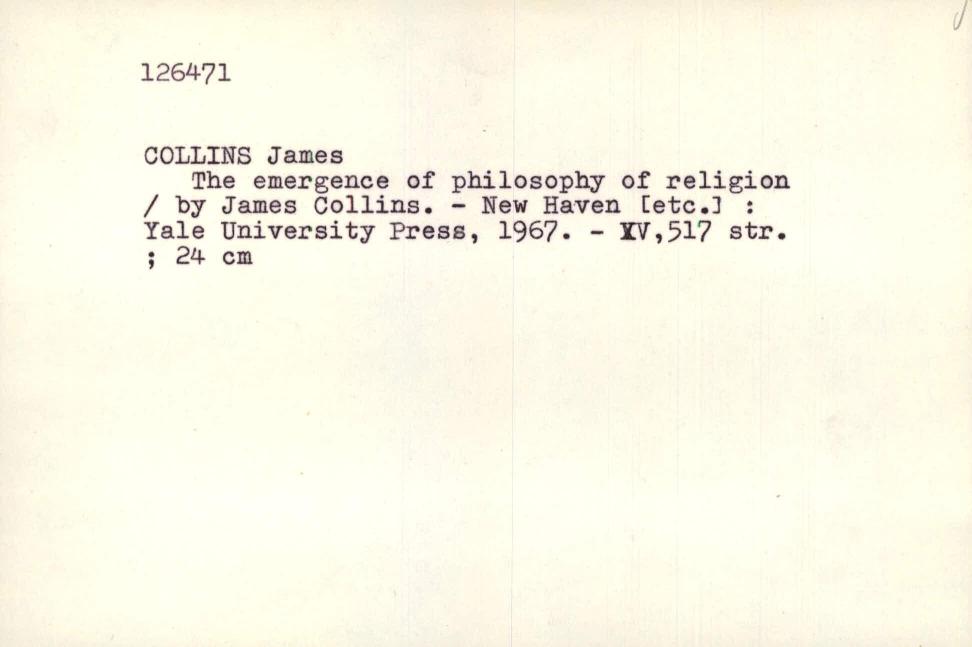 126471
COLLINS James
The emergence of philosophy of religion
/ by James Collins. - New Haven [etc.] :
Yale University Press, 1967. - XV,517 str.
; 24 cm